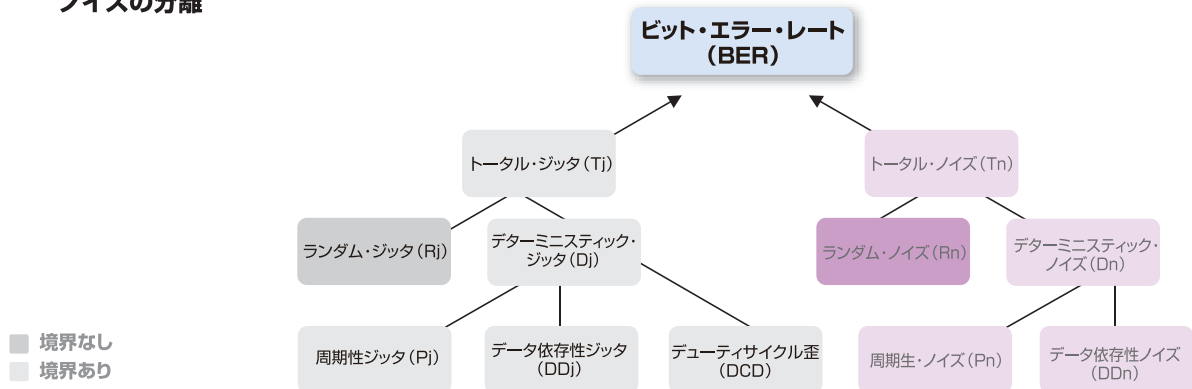 ノイズの分離
ビット・エラー・レート
（BER）
トータル・ジッタ（Tj）
トータル・ノイズ（Tn）
ランダム・ジッタ（Rj）
デターミニスティック・
ジッタ（Dj）
ランダム・ノイズ（Rn）
デターミニスティック・
ノイズ（Dn）
周期性ジッタ（Pj）
データ依存性ジッタ
（DDj）
デューティサイクル歪
（DCD）
周期生・ノイズ（Pn）
データ依存性ノイズ
（DDn）
境界なし
境界あり